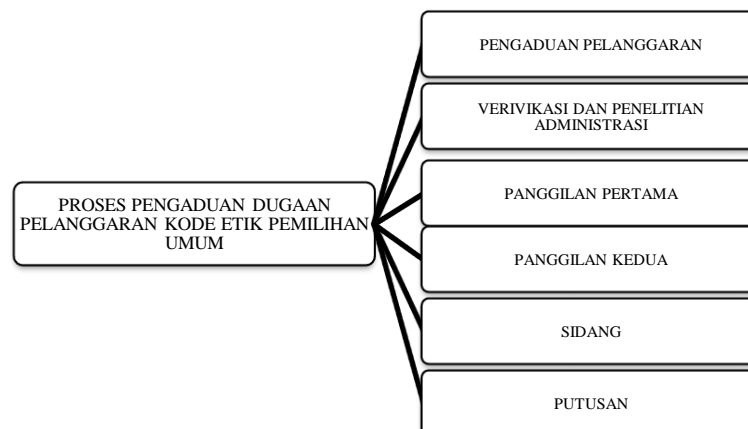 PROSES PENGADUAN DUGAAN
PELANGGARAN KODE ETIK PEMILIHAN
UMUM
PENGADUAN PELANGGARAN
VERIVIKASI DAN PENELITIAN
ADMINISTRASI
PANGGILAN PERTAMA
PANGGILAN KEDUA
SIDANG
PUTUSAN